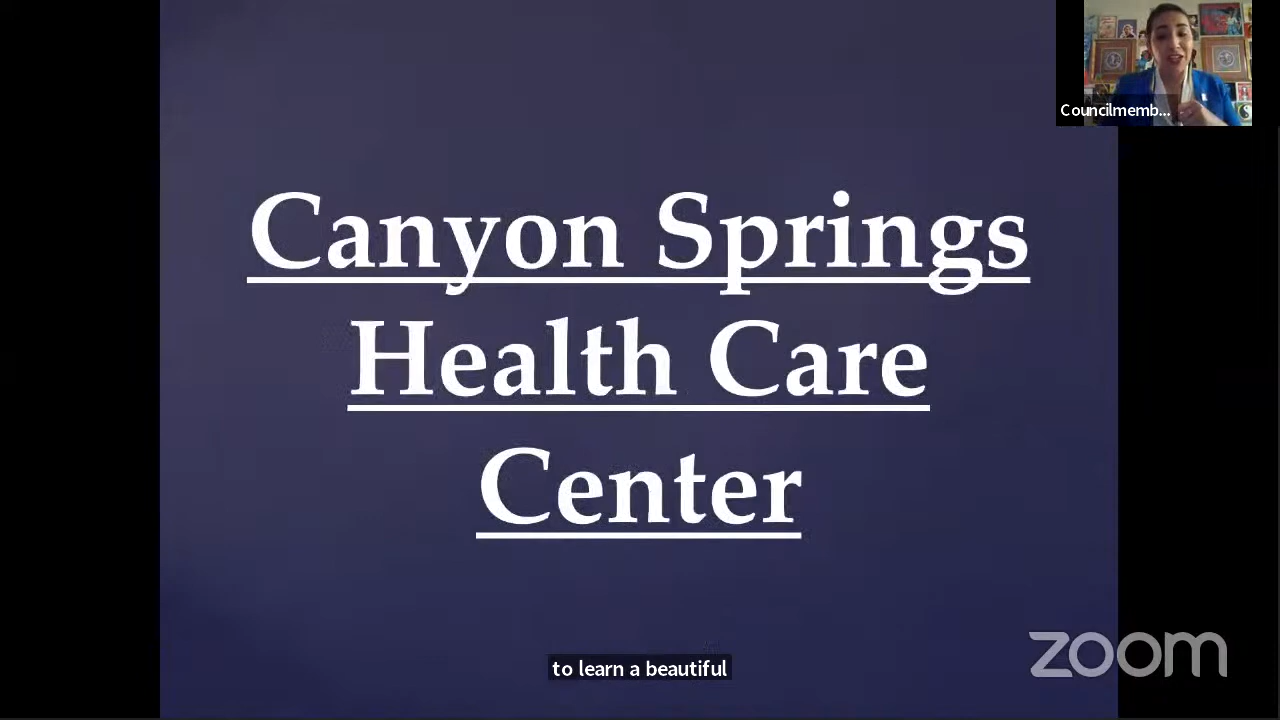 Councilmemb...
Canyon Springs
Health Care
Center
to learn a beautiful
zoom